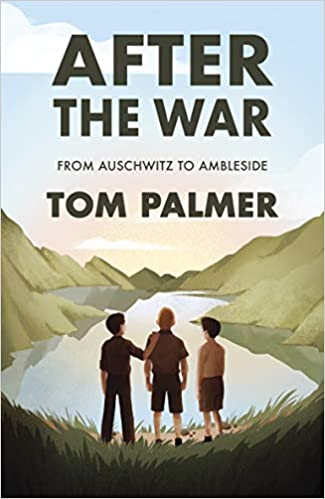 AFTER
THE WAR
FROM AUSCHWITZ TO AMBLESIDE
TOM PALMER